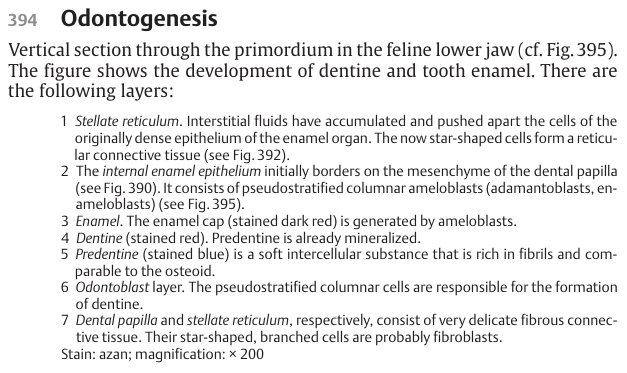 394 Odontogenesis
Vertical section through the primordium in the feline lower jaw (cf. Fig. 395).
The figure shows the development of dentine and tooth enamel. There are
the following layers:
1 Stellate reticulum. Interstitial fluids have accumulated and pushed apart the cells of the
originally dense epithelium of the enamel organ. The now star-shaped cells form a reticu-
lar connective tissue (see Fig. 392).
2 The internal enamel epithelium initially borders on the mesenchyme of the dental papilla
(see Fig. 390). It consists of pseudostratified columnar ameloblasts (adamantoblasts, en-
ameloblasts) (see Fig. 395).
3 Enamel. The enamel cap (stained dark red) is generated by ameloblasts.
4 Dentine (stained red). Predentine is already mineralized.
5 Predentine (stained blue) is a soft intercellular substance that is rich in fibrils and com-
parable to the osteoid.
6 Odontoblast layer. The pseudostratified columnar cells are responsible for the formation
of dentine.
7 Dental papilla and stellate reticulum, respectively, consist of very delicate fibrous connec-
tive tissue. Their star-shaped, branched cells are probably fibroblasts.
Stain: azan; magnification: × 200